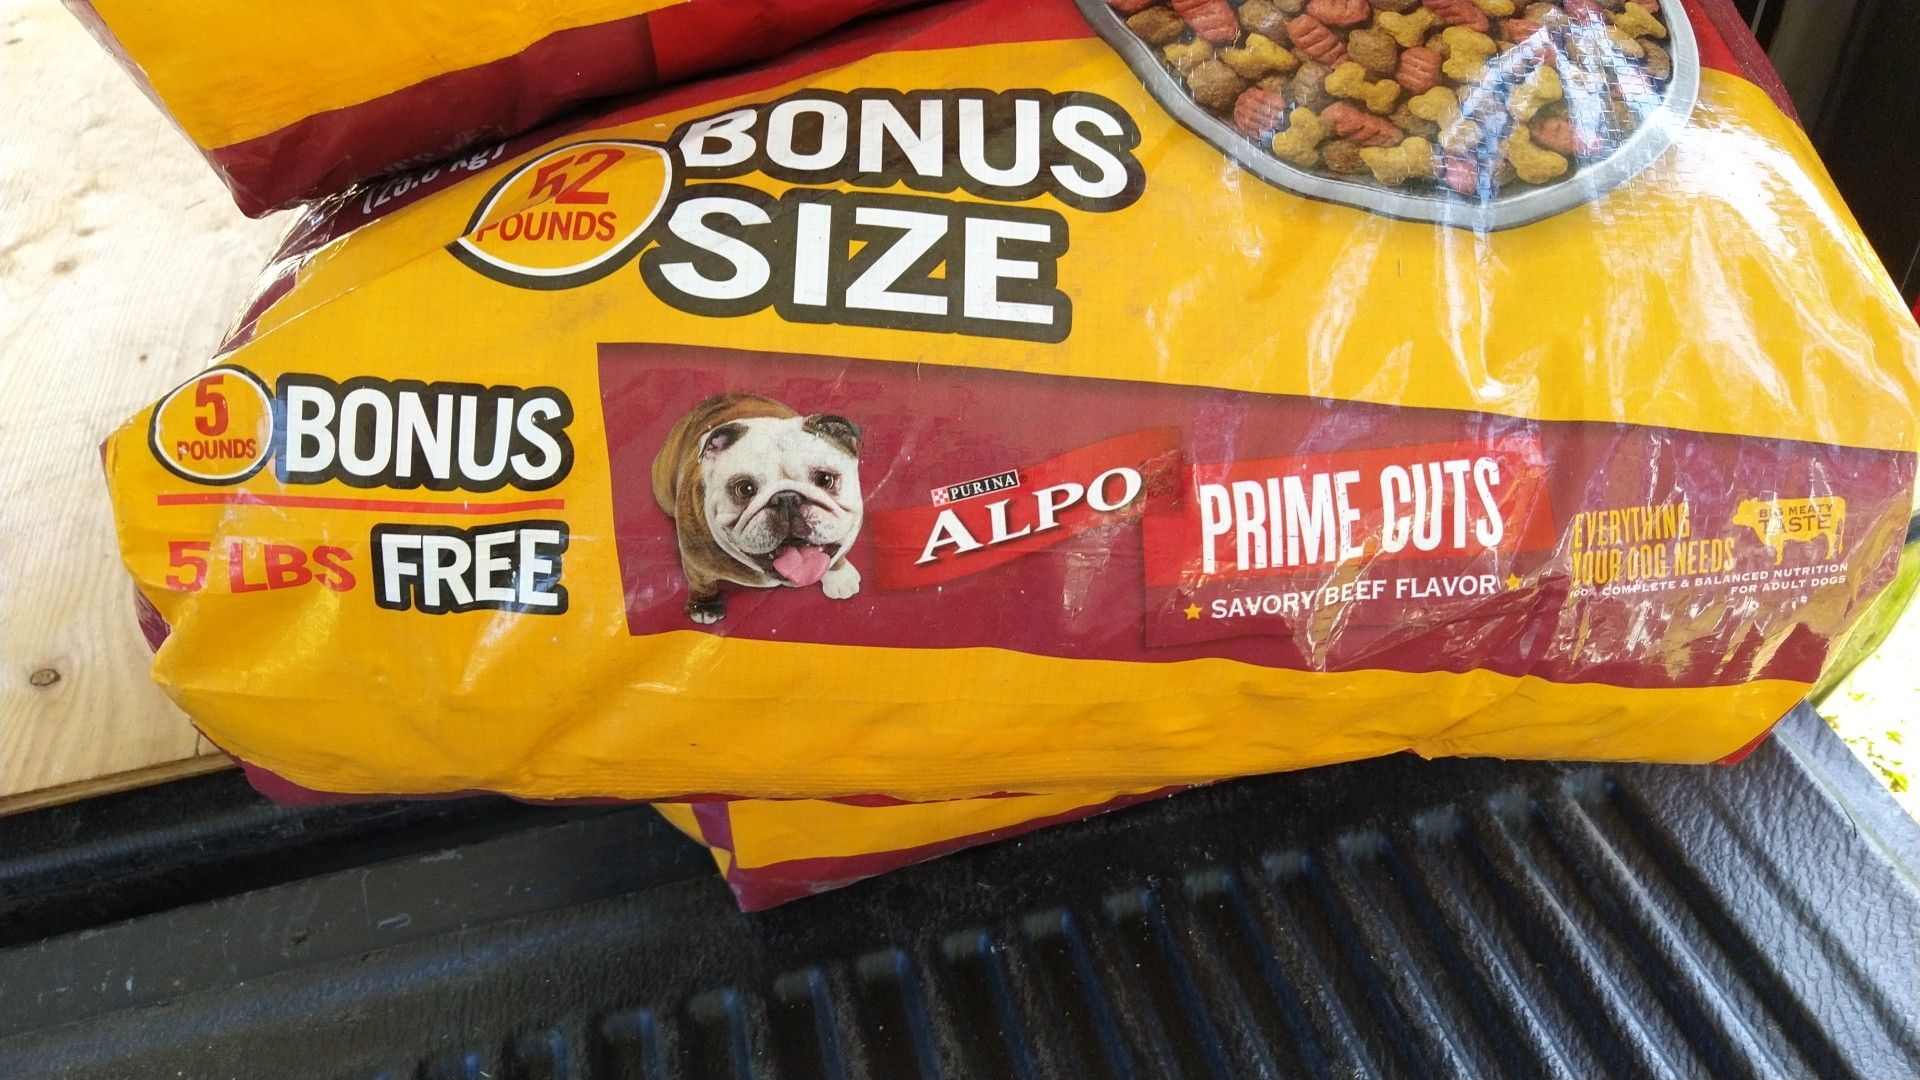 BONUS
SIZE
52
POUNDS
5
POUNDS
BONUS
5 LBS FREE
PURINA
ALPO
PRIME CUTS
SAVORY BEEF FLAVOR
EVERYTHING
YOUR DOG NEEDS
BIG MEATY
TASTE
100% COMPLETE & BALANCED NUTRITION
FOR ADULT DOGS